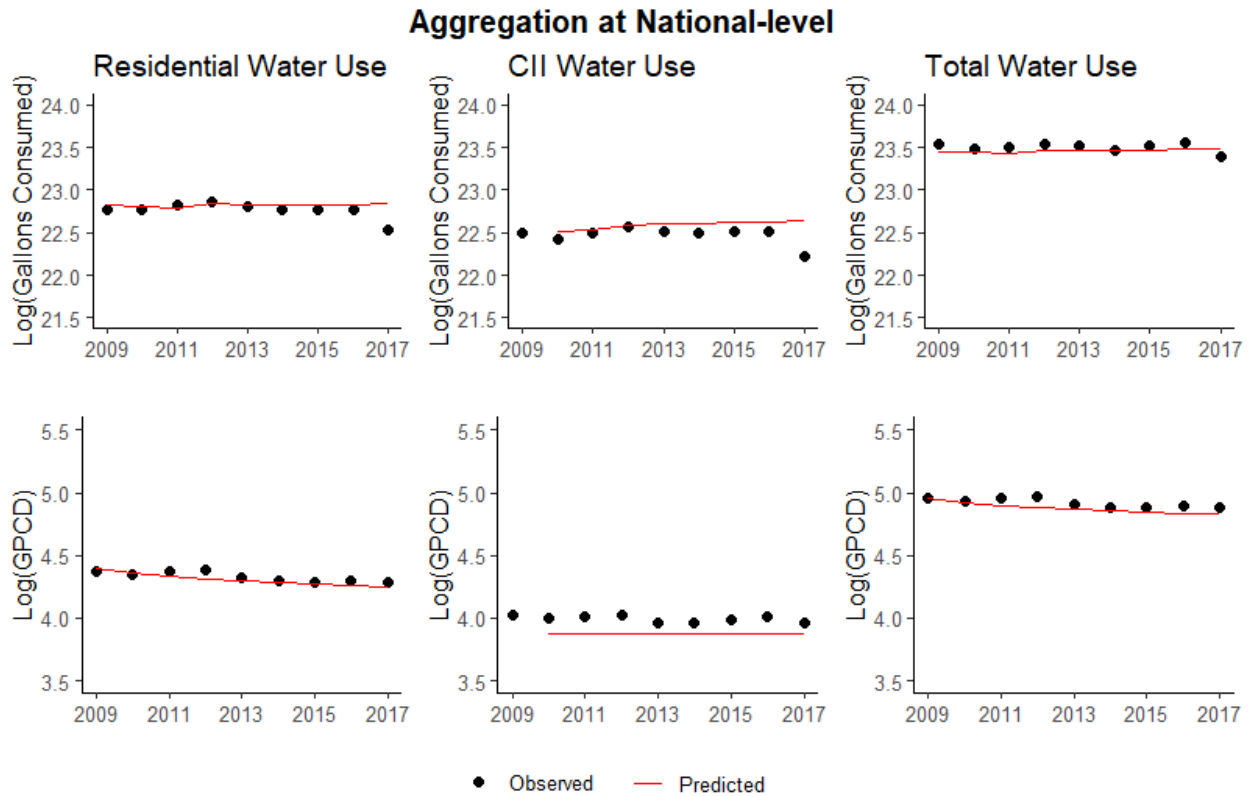 Aggregation at National-level
Residential Water Use
CII Water Use
Total Water Use
Log(Gallons Consumed)
24.0
23.5
23.0
22.5
22.0
21.5
2009 2011 2013 2015 2017
Log(Gallons Consumed)
24.0
23.5
23.0
22.5
22.0
21.5
2009 2011 2013 2015 2017
Log(Gallons Consumed)
24.0
23.5
23.0
22.5
22.0
21.5
2009 2011 2013 2015 2017
Log(GPCD)
5.5
5.0
4.5
4.0
3.5
2009 2011 2013 2015 2017
Log(GPCD)
5.5
5.0
4.5
4.0
3.5
2009 2011 2013 2015 2017
Log(GPCD)
5.5
5.0
4.5
4.0
3.5
2009 2011 2013 2015 2017
Observed Predicted